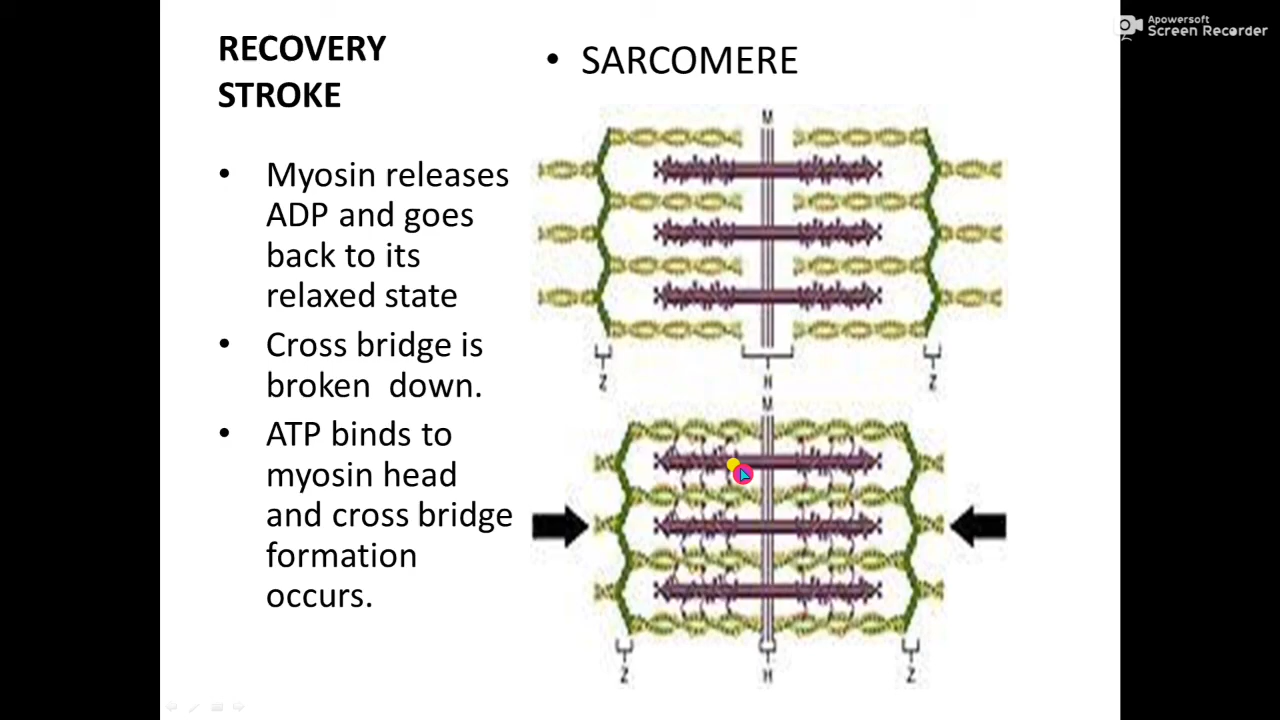 RECOVERY
STROKE
• Myosin releases
ADP and goes
back to its
relaxed state
• Cross bridge is
broken down.
• ATP binds to
myosin head
and cross bridge
formation
occurs.
• SARCOMERE
M
Z H Z
M
Z H Z
Apowersoft
Screen Recorder